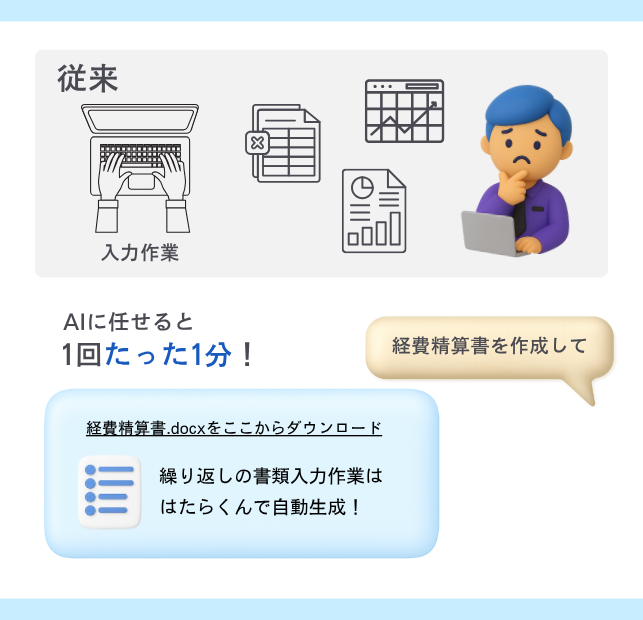 従来
入力作業
AIに任せると
1回たった1分！
経費精算書を作成して
経費精算書.docxをここからダウンロード
繰り返しの書類入力作業は
はたらくんで自動生成！